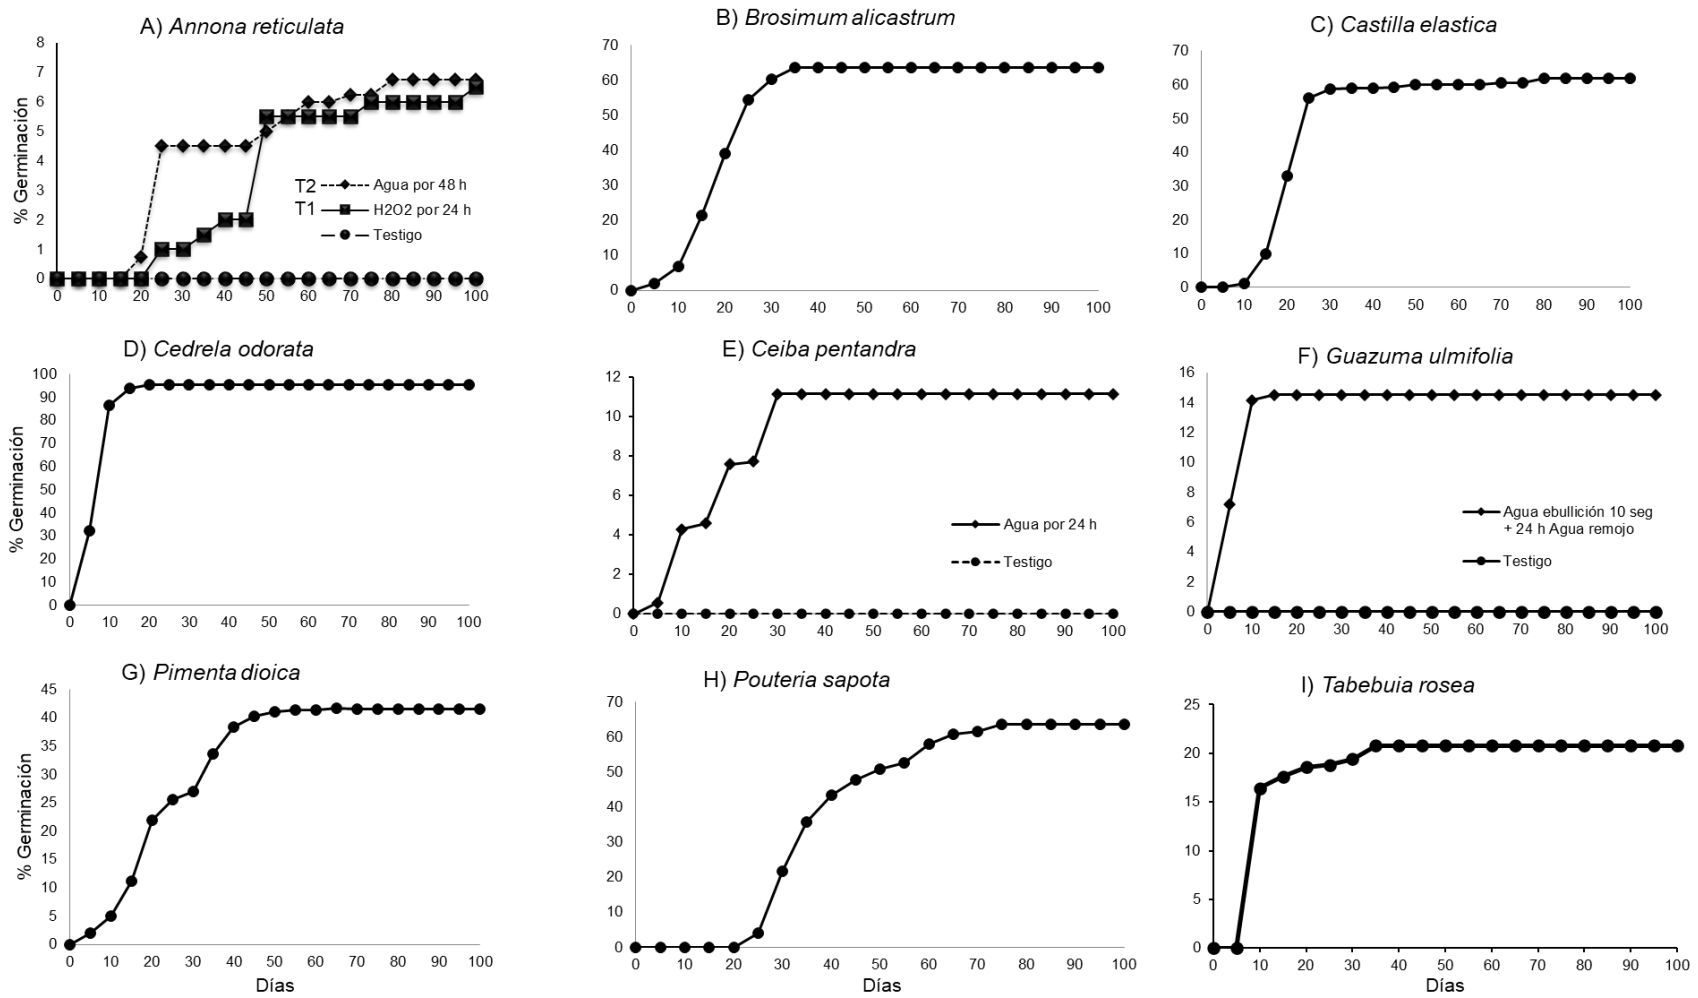 A) Annona reticulata
% Germinación
8
7
6
5
4
3
2
1
0
T2 Agua por 48 h
T1 H2O2 por 24 h
Testigo
0 10 20 30 40 50 60 70 80 90 100
B) Brosimum alicastrum
70
60
50
40
30
20
10
0
0 10 20 30 40 50 60 70 80 90 100
C) Castilla elastica
70
60
50
40
30
20
10
0
0 10 20 30 40 50 60 70 80 90 100
D) Cedrela odorata
% Germinación
100
90
80
70
60
50
40
30
20
10
0
0 10 20 30 40 50 60 70 80 90 100
E) Ceiba pentandra
12
10
8
6
4
2
0
Agua por 24 h
Testigo
0 10 20 30 40 50 60 70 80 90 100
F) Guazuma ulmifolia
16
14
12
10
8
6
4
2
0
Agua ebullición 10 seg
+ 24 h Agua remojo
Testigo
0 10 20 30 40 50 60 70 80 90 100
G) Pimenta dioica
% Germinación
45
40
35
30
25
20
15
10
5
0
0 10 20 30 40 50 60 70 80 90 100
Días
H) Pouteria sapota
70
60
50
40
30
20
10
0
0 10 20 30 40 50 60 70 80 90 100
Días
I) Tabebuia rosea
25
20
15
10
5
0
0 10 20 30 40 50 60 70 80 90 100
Días